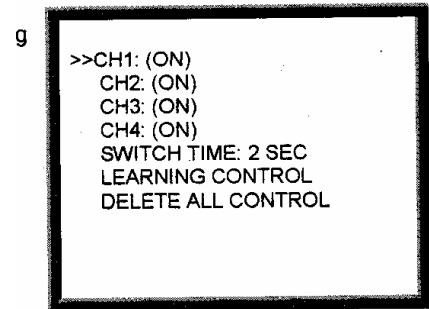 g
>>CH1: (ON)
CH2: (ON)
CH3: (ON)
CH4: (ON)
SWITCH TIME: 2 SEC
LEARNING CONTROL
DELETE ALL CONTROL